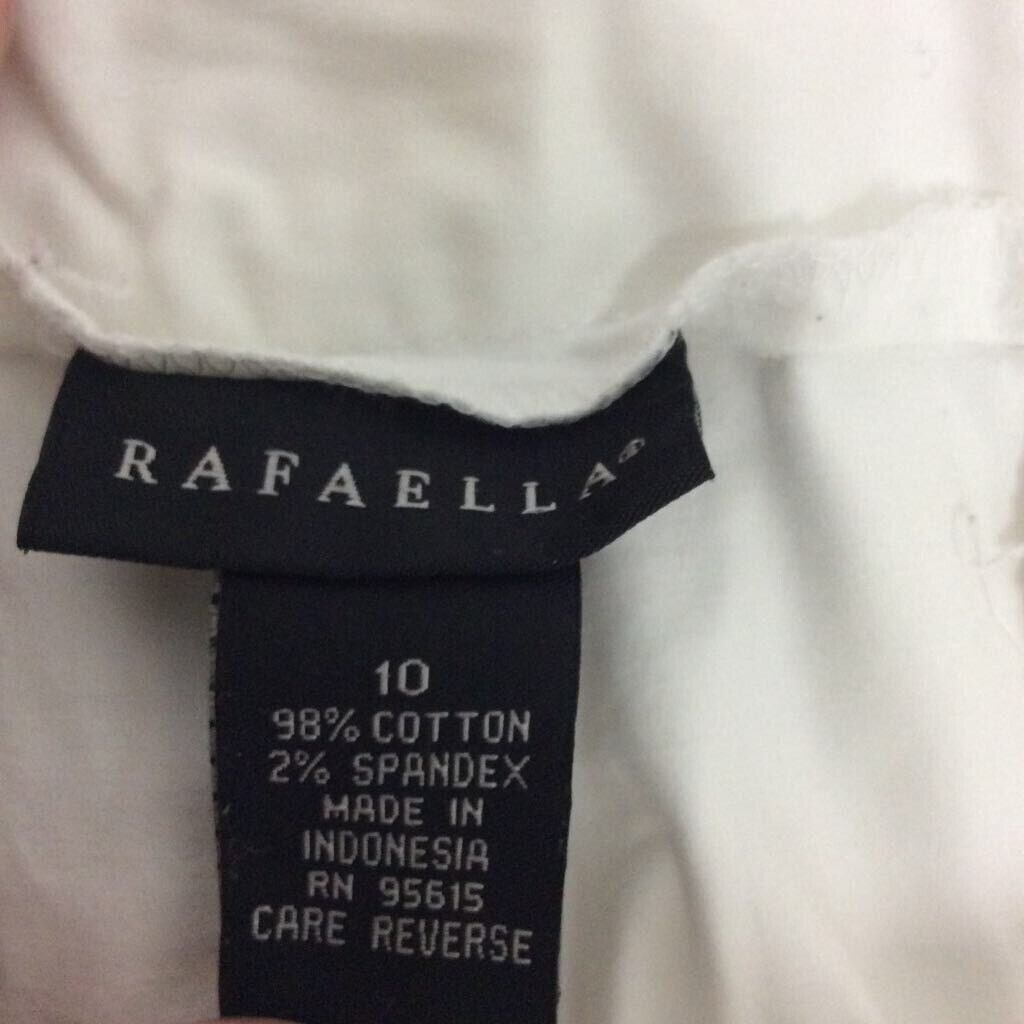 RAFAELLA®
10
98% COTTON
2% SPANDEX
MADE IN
INDONESIA
RN 95615
CARE REVERSE